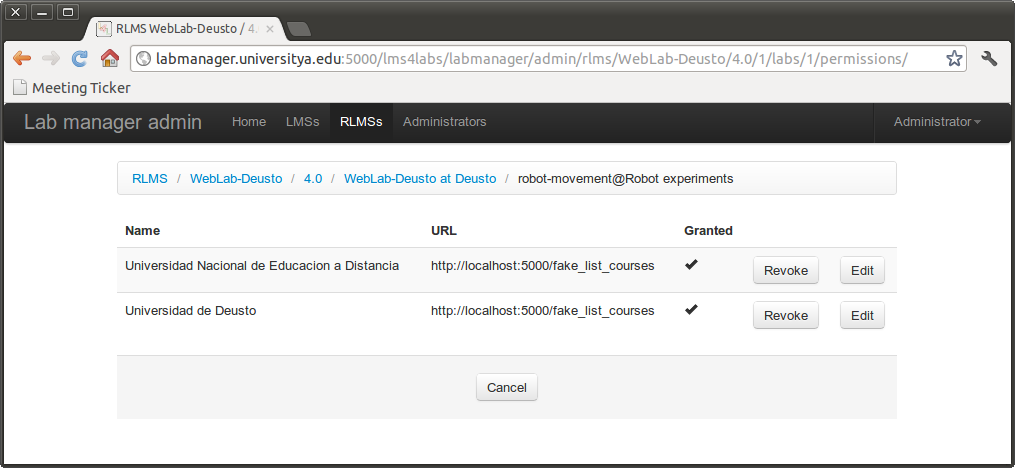 RLMS WebLab-Deusto / 4.
labmanager.universitya.edu:5000/lms4labs/labmanager/admin/rlms/WebLab-Deusto/4.0/1/labs/1/permissions/
Meeting Ticker
Lab manager admin Home LMSs RLMSs Administrators Administrator
RLMS / WebLab-Deusto / 4.0 / WebLab-Deusto at Deusto / robot-movement@Robot experiments
Name URL Granted
Universidad Nacional de Educacion a Distancia http://localhost:5000/fake_list_courses Revoke Edit
Universidad de Deusto http://localhost:5000/fake_list_courses Revoke Edit
Cancel